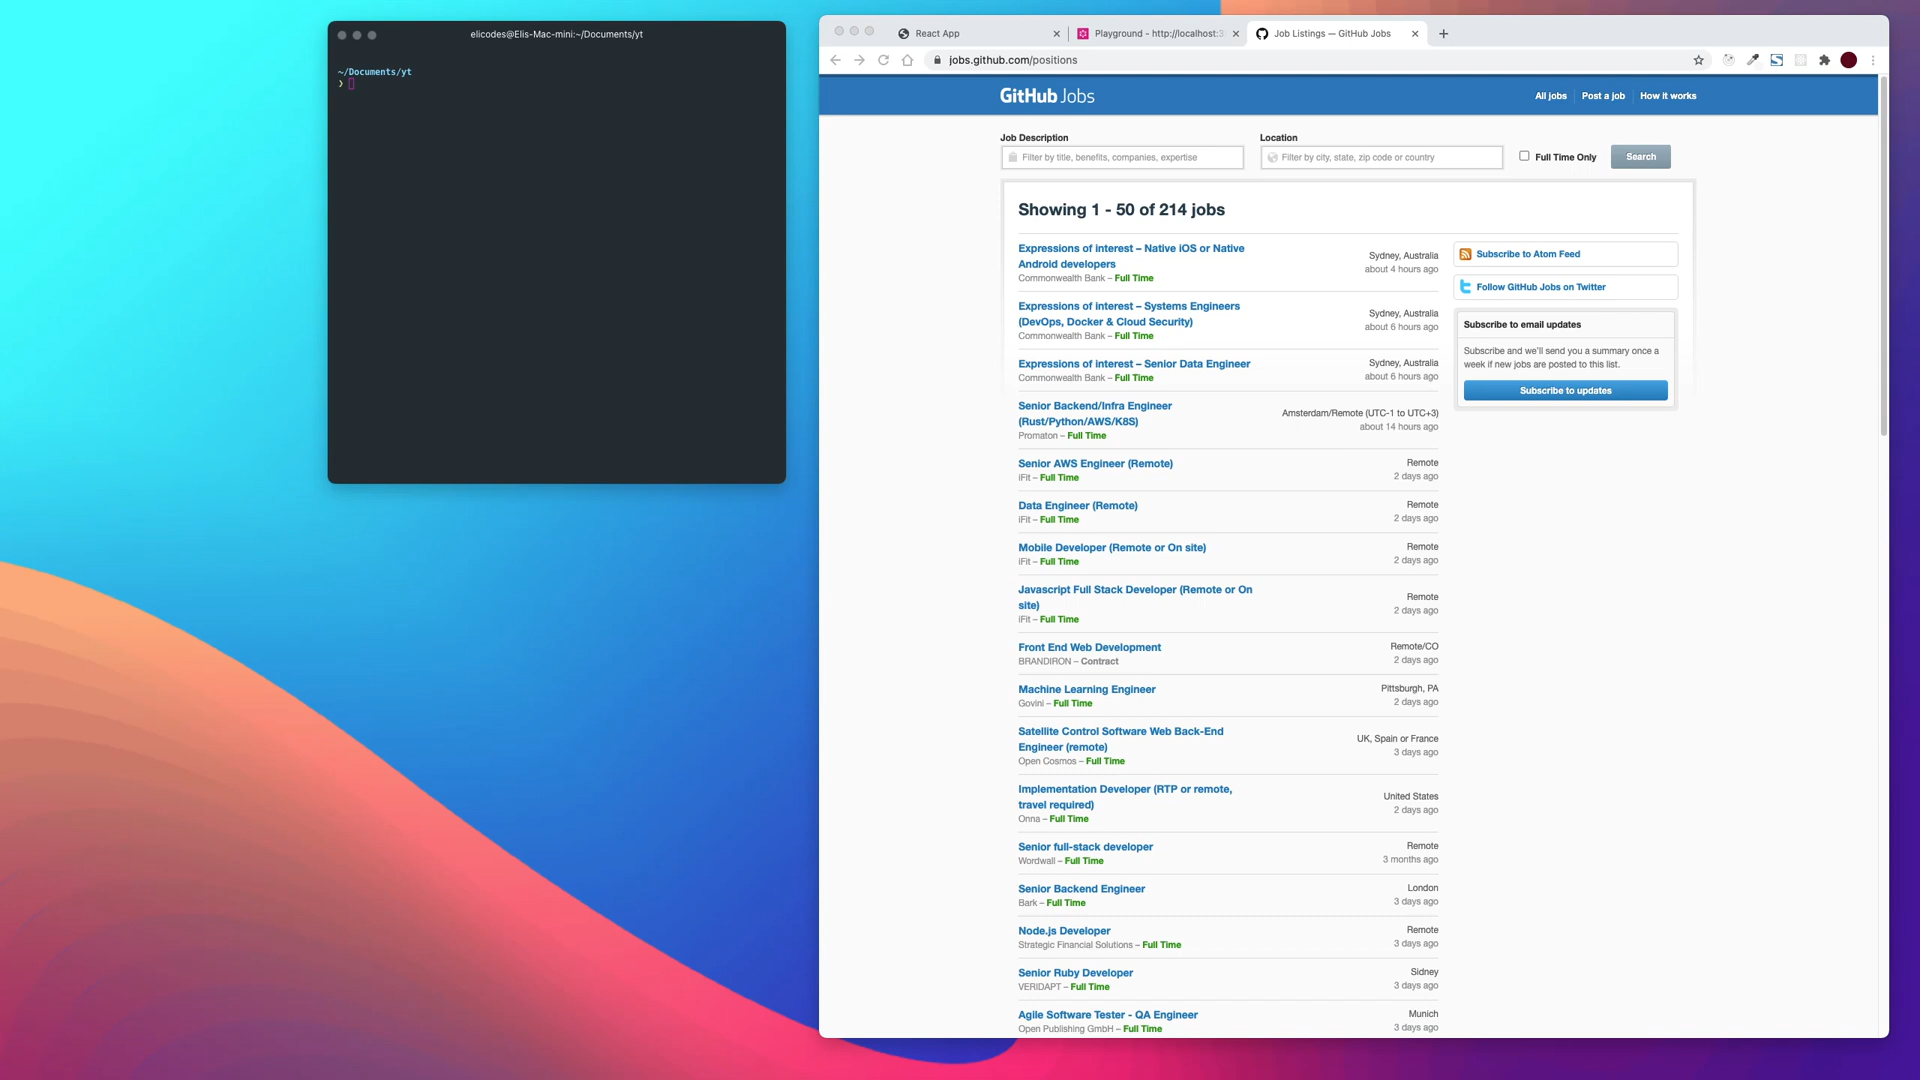 elicodes@Elis-Mac-mini:~/Documents/yt
~/Documents/yt
❯
React App
Playground - http://localhost:3
Job Listings — GitHub Jobs
jobs.github.com/positions
GitHub Jobs
All jobs
Post a job
How it works
Job Description
Filter by title, benefits, companies, expertise
Location
Filter by city, state, zip code or country
Full Time Only
Search
Showing 1 - 50 of 214 jobs
Expressions of interest – Native iOS or Native
Android developers
Commonwealth Bank – Full Time
Sydney, Australia
about 4 hours ago
Expressions of interest – Systems Engineers
(DevOps, Docker & Cloud Security)
Commonwealth Bank – Full Time
Sydney, Australia
about 6 hours ago
Expressions of interest – Senior Data Engineer
Commonwealth Bank – Full Time
Sydney, Australia
about 6 hours ago
Senior Backend/Infra Engineer
(Rust/Python/AWS/K8S)
Promaton – Full Time
Amsterdam/Remote (UTC-1 to UTC+3)
about 14 hours ago
Senior AWS Engineer (Remote)
iFit – Full Time
Remote
2 days ago
Data Engineer (Remote)
iFit – Full Time
Remote
2 days ago
Mobile Developer (Remote or On site)
iFit – Full Time
Remote
2 days ago
Javascript Full Stack Developer (Remote or On
site)
iFit – Full Time
Remote
2 days ago
Front End Web Development
BRANDIRON – Contract
Remote/CO
2 days ago
Machine Learning Engineer
Govini – Full Time
Pittsburgh, PA
2 days ago
Satellite Control Software Web Back-End
Engineer (remote)
Open Cosmos – Full Time
UK, Spain or France
3 days ago
Implementation Developer (RTP or remote,
travel required)
Onna – Full Time
United States
2 days ago
Senior full-stack developer
Wordwall – Full Time
Remote
3 months ago
Senior Backend Engineer
Bark – Full Time
London
3 days ago
Node.js Developer
Strategic Financial Solutions – Full Time
Remote
3 days ago
Senior Ruby Developer
VERIDAPT – Full Time
Sidney
3 days ago
Agile Software Tester - QA Engineer
Open Publishing GmbH – Full Time
Munich
3 days ago
Subscribe to Atom Feed
Follow GitHub Jobs on Twitter
Subscribe to email updates
Subscribe and we'll send you a summary once a
week if new jobs are posted to this list.
Subscribe to updates